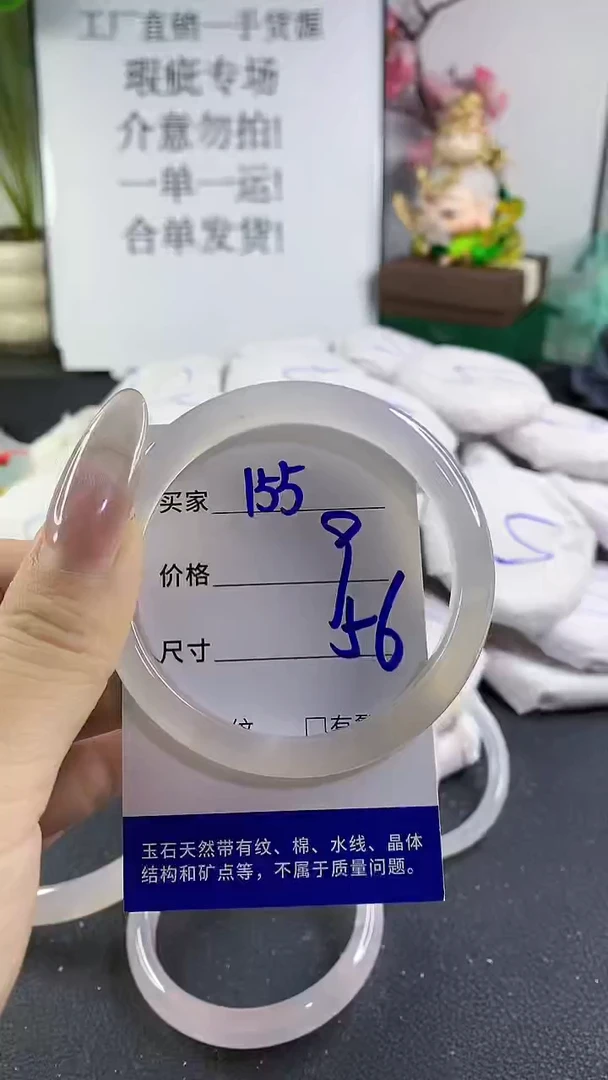 工厂直销一手货源
瑕疵专场
介意勿拍!
一单一运!
合单发货!
买家 155
价格
尺寸 56
纹 □有
玉石天然带有纹、棉、水线、晶体
结构和矿点等，不属于质量问题。